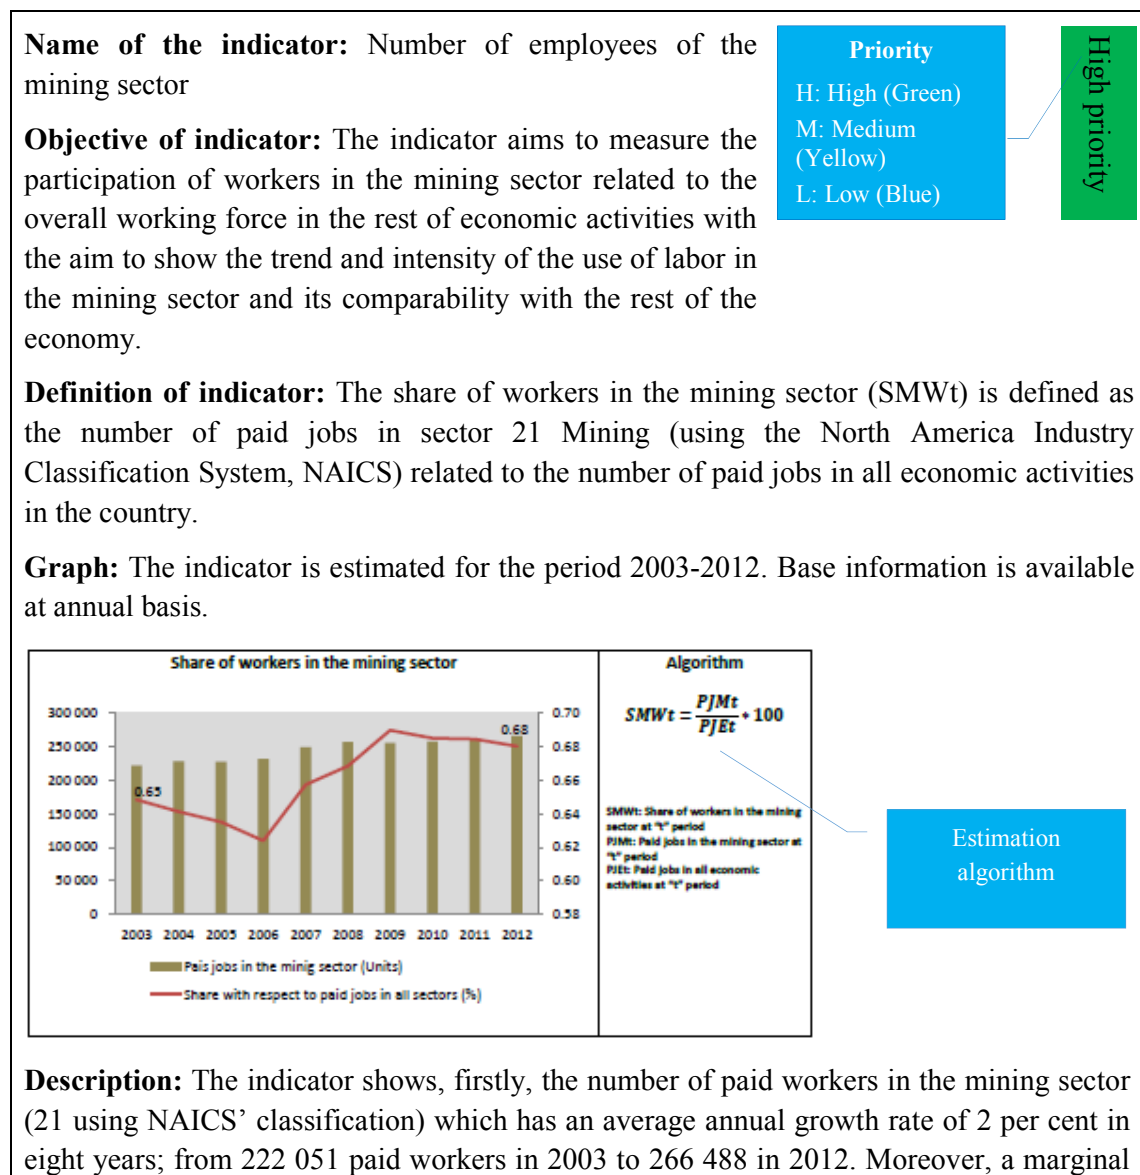 Name of the indicator: Number of employees of the
mining sector
Priority
H: High (Green)
M: Medium
(Yellow)
L: Low (Blue)
High priority
Objective of indicator: The indicator aims to measure the
participation of workers in the mining sector related to the
overall working force in the rest of economic activities with
the aim to show the trend and intensity of the use of labor in
the mining sector and its comparability with the rest of the
economy.
Definition of indicator: The share of workers in the mining sector (SMWt) is defined as
the number of paid jobs in sector 21 Mining (using the North America Industry
Classification System, NAICS) related to the number of paid jobs in all economic activities
in the country.
Graph: The indicator is estimated for the period 2003-2012. Base information is available
at annual basis.
Share of workers in the mining sector
300 000
250 000
200 000
150 000
100 000
50 000
0
0.65
0.68
0.70
0.68
0.66
0.64
0.62
0.60
0.58
2003 2004 2005 2006 2007 2008 2009 2010 2011 2012
Pais jobs in the minig sector (Units)
Share with respect to paid jobs in all sectors (%)
Algorithm
SMWt = PJMt / PJEt * 100
SMWt: Share of workers in the mining
sector at "t" period
PJMt: Paid jobs in the mining sector at
"t" period
PJEt: Paid jobs in all economic
activities at "t" period
Estimation
algorithm
Description: The indicator shows, firstly, the number of paid workers in the mining sector
(21 using NAICS' classification) which has an average annual growth rate of 2 per cent in
eight years; from 222 051 paid workers in 2003 to 266 488 in 2012. Moreover, a marginal